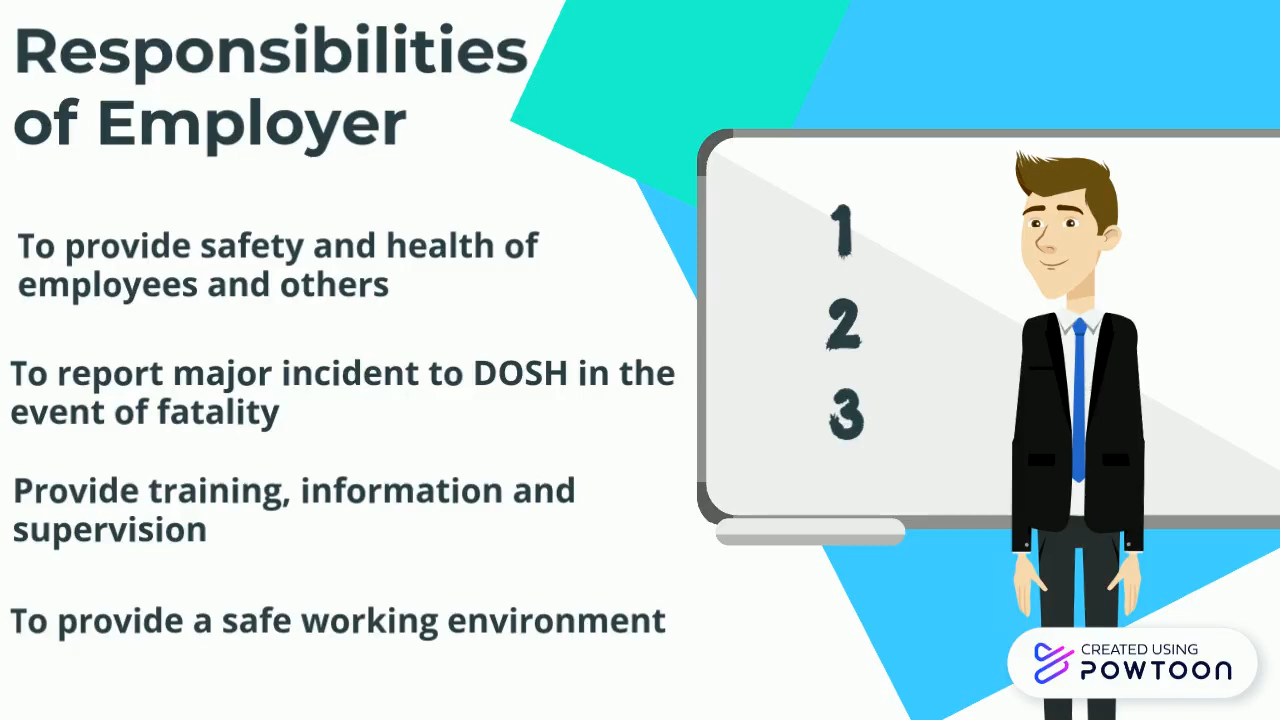 Responsibilities
of Employer
To provide safety and health of
employees and others
To report major incident to DOSH in the
event of fatality
Provide training, information and
supervision
To provide a safe working environment
1
2
3
CREATED USING
POWTOON